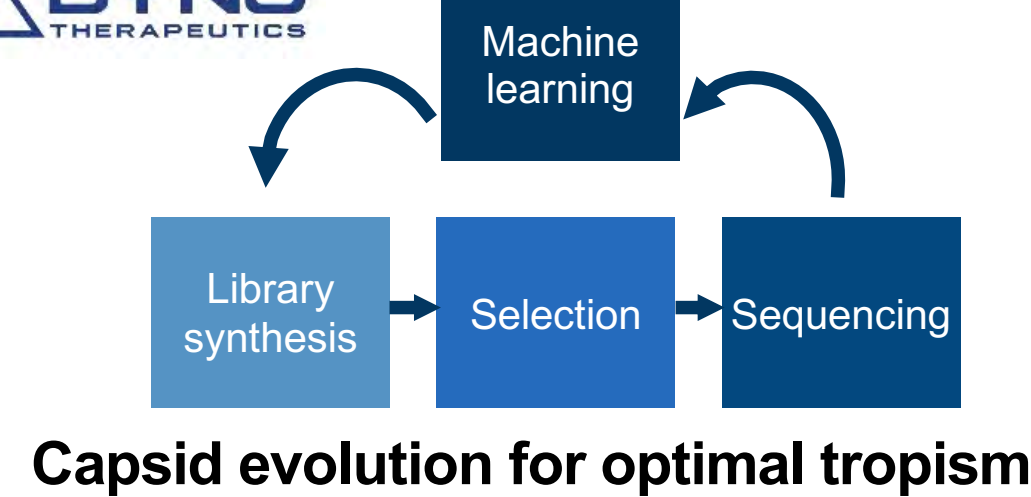 THERAPEUTICS
Machine
learning
Library
synthesis
Selection
Sequencing
Capsid evolution for optimal tropism